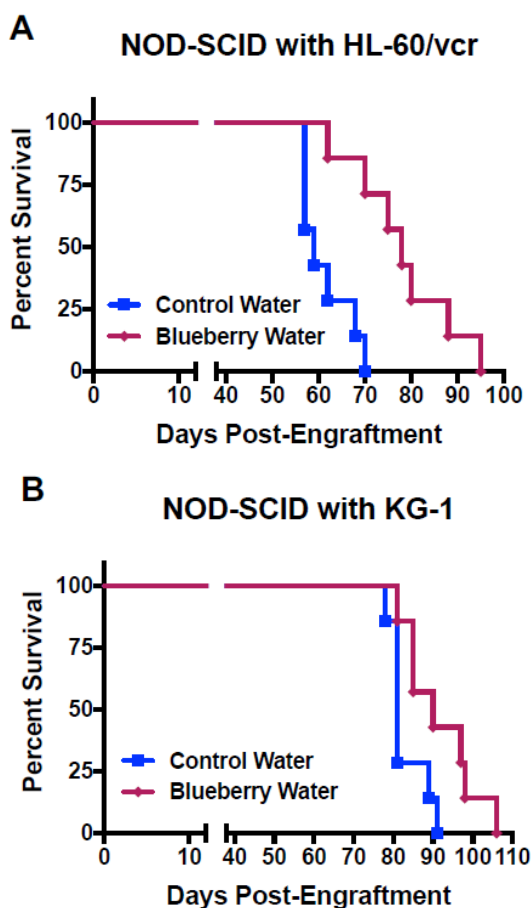 A
NOD-SCID with HL-60/vcr
Percent Survival
100
75
50
25
0
Control Water
Blueberry Water
0 10 40 50 60 70 80 90 100
Days Post-Engraftment
B
NOD-SCID with KG-1
Percent Survival
100
75
50
25
0
Control Water
Blueberry Water
0 10 40 50 60 70 80 90 100 110
Days Post-Engraftment